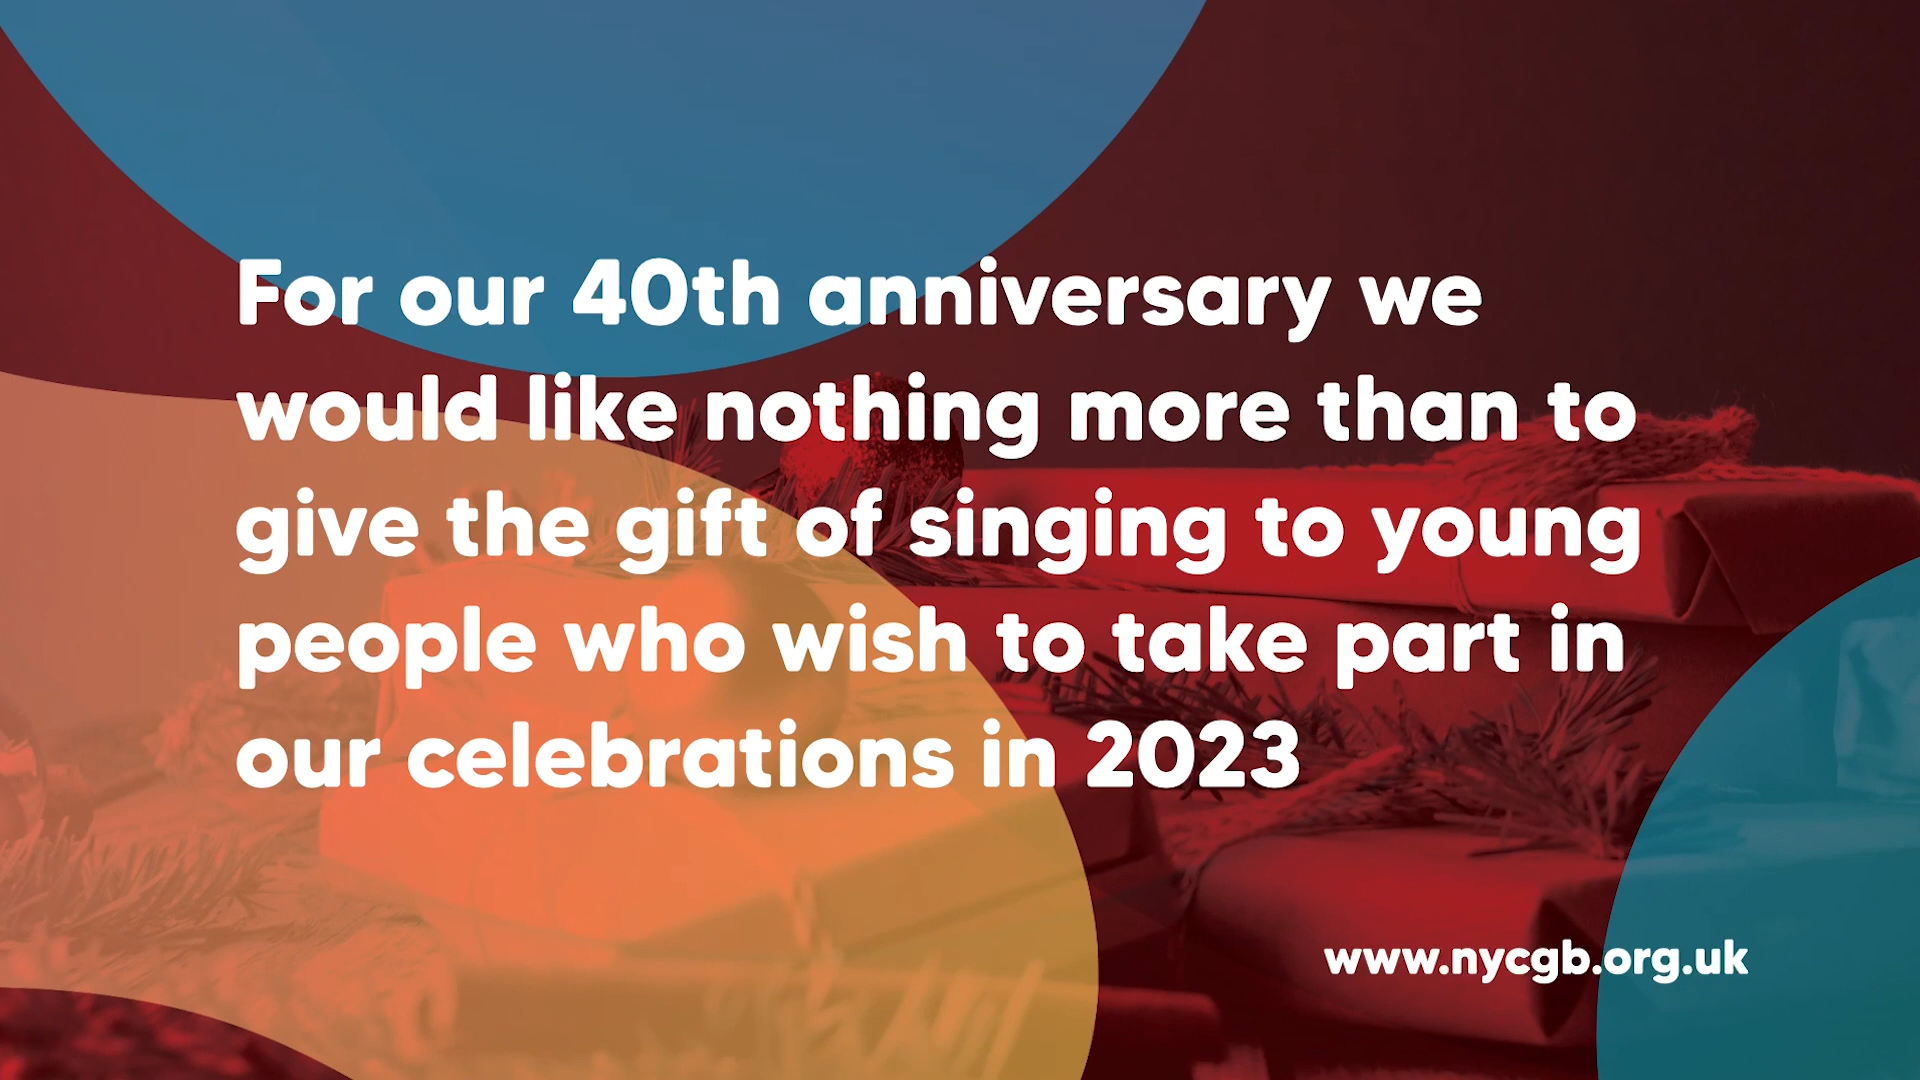 For our 40th anniversary we
would like nothing more than to
give the gift of singing to young
people who wish to take part in
our celebrations in 2023
www.nycgb.org.uk